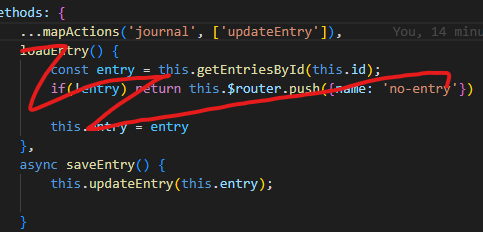 methods: {
...mapActions('journal', ['updateEntry']), You, 14 minu
loadEntry() {
const entry = this.getEntriesById(this.id);
if(!entry) return this.$router.push({name: 'no-entry'})
this.entry = entry
},
async saveEntry() {
this.updateEntry(this.entry);
}